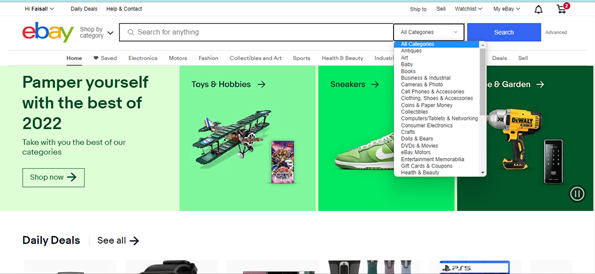 Hi Faisal!
Daily Deals
Help & Contact
Ship to
Sell
Watchlist
My eBay
2
ebay
Shop by
category
Search for anything
All Categories
Search
Advanced
Home
Saved
Electronics
Motors
Fashion
Collectibles and Art
Sports
Health & Beauty
Deals
Sell
All Categories
Antiques
Art
Baby
Books
Business & Industrial
Cameras & Photo
Cell Phones & Accessories
Clothing, Shoes & Accessories
Coins & Paper Money
Collectibles
Computers/Tablets & Networking
Consumer Electronics
Crafts
Dolls & Bears
DVDs & Movies
eBay Motors
Entertainment Memorabilia
Gift Cards & Coupons
Health & Beauty
Pamper yourself
with the best of
2022
Take with you the best of our
categories
Shop now
Toys & Hobbies
Sneakers
& Garden
DEWALT
Daily Deals
See all
PS5